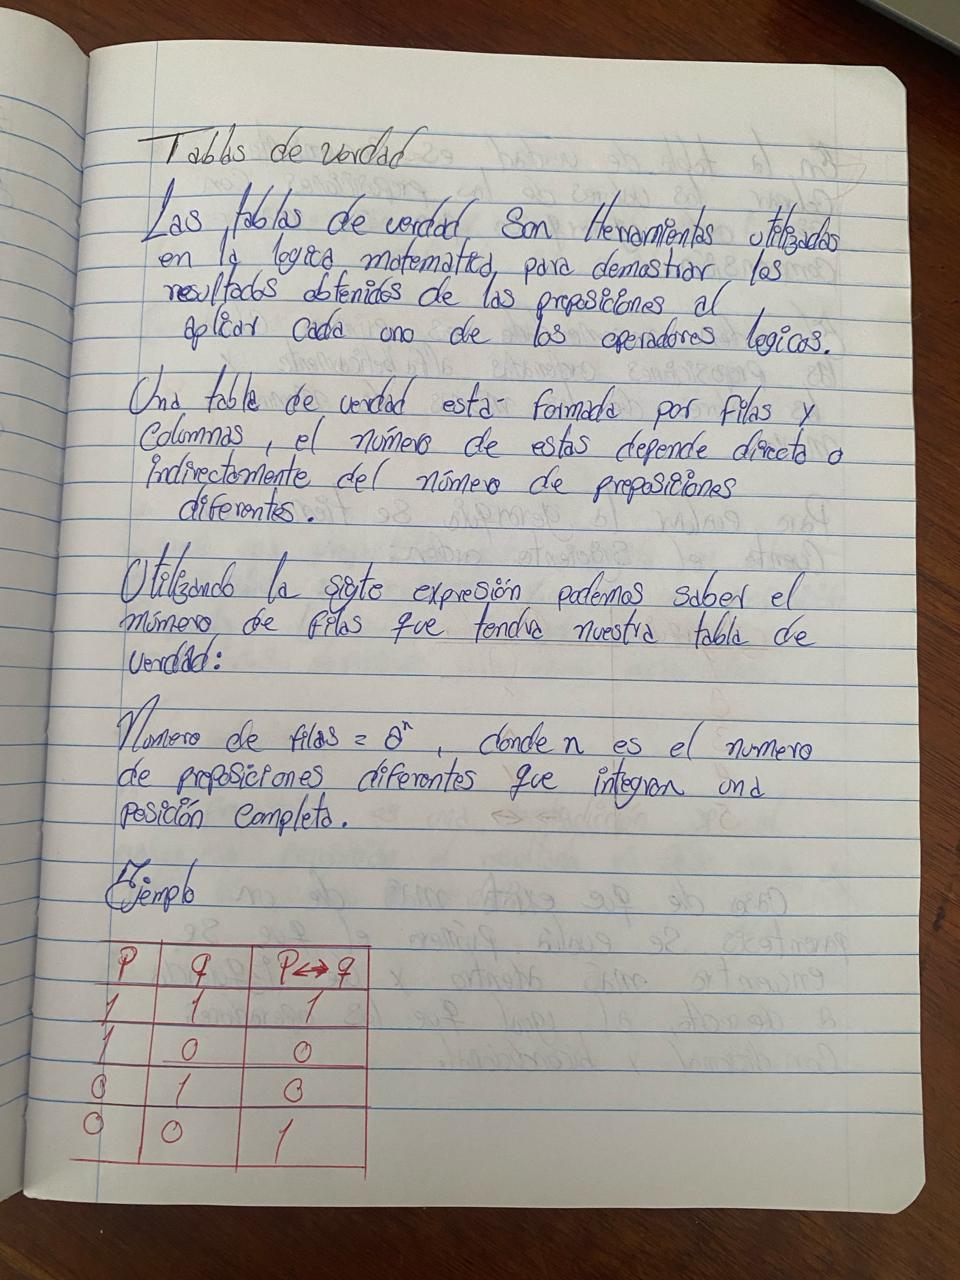 Tablas de verdad
Las tablas de verdad son Herramientas utilizadas
en la logica matematica, para demostrar los
resultados obtenidos de las proposiciones al
aplicar cada uno de los operadores logicos.
Una tabla de verdad esta formada por filas y
Columnas, el número de estas depende directa o
indirectamente del número de proposiciones
diferentes.
Utilizando la sigte expresión podemos saber el
número de filas que tendra nuestra tabla de
verdad:
Numero de filas = 2ⁿ, donde n es el numero
de proposiciones diferentes que integran una
posición completa.
Ejemplo
P q P↔q
1 1 1
1 0 0
0 1 0
0 0 1